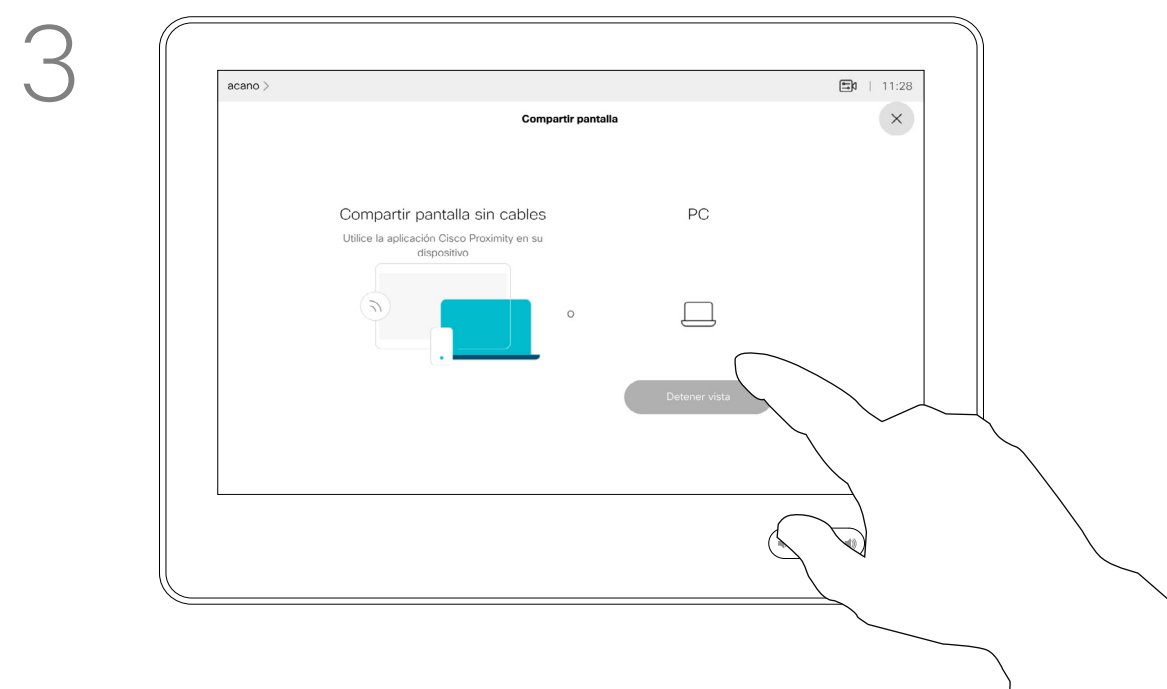 3
acano >
11:28
Compartir pantalla
Compartir pantalla sin cables
Utilice la aplicación Cisco Proximity en su
dispositivo
o
PC
Detener vista